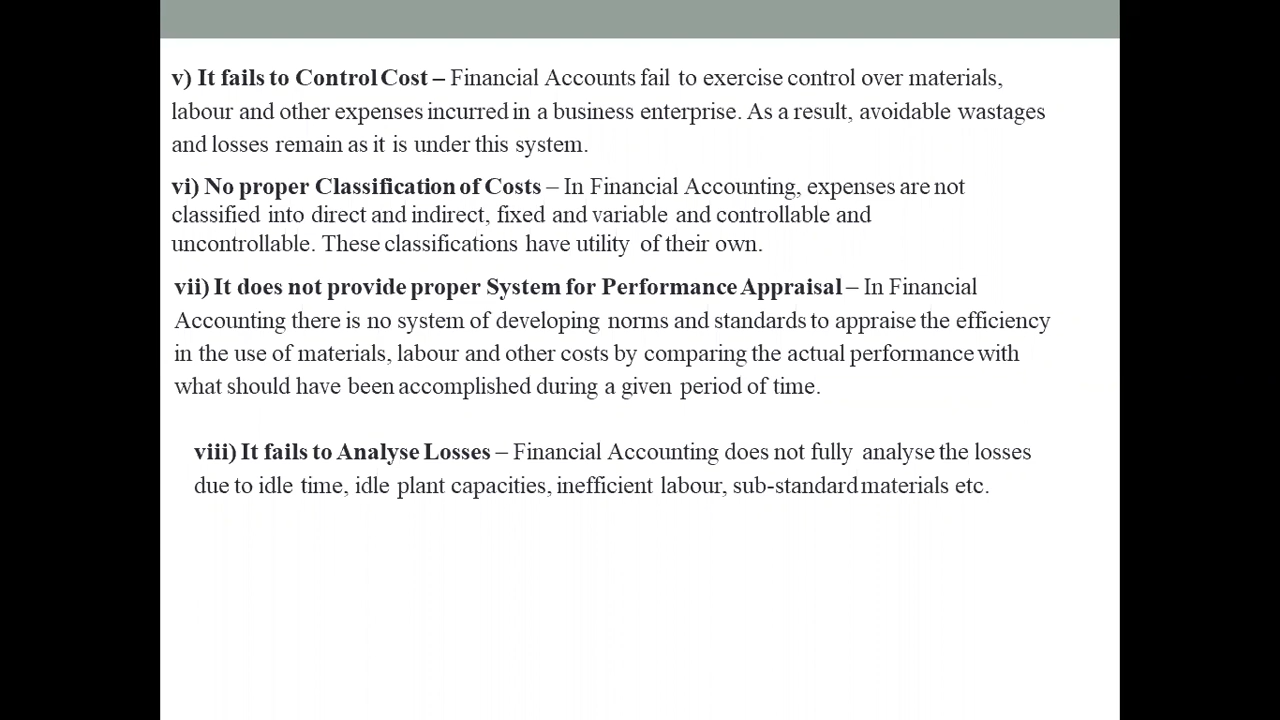 v) It fails to Control Cost – Financial Accounts fail to exercise control over materials,
labour and other expenses incurred in a business enterprise. As a result, avoidable wastages
and losses remain as it is under this system.
vi) No proper Classification of Costs – In Financial Accounting, expenses are not
classified into direct and indirect, fixed and variable and controllable and
uncontrollable. These classifications have utility of their own.
vii) It does not provide proper System for Performance Appraisal – In Financial
Accounting there is no system of developing norms and standards to appraise the efficiency
in the use of materials, labour and other costs by comparing the actual performance with
what should have been accomplished during a given period of time.
viii) It fails to Analyse Losses – Financial Accounting does not fully analyse the losses
due to idle time, idle plant capacities, inefficient labour, sub-standard materials etc.